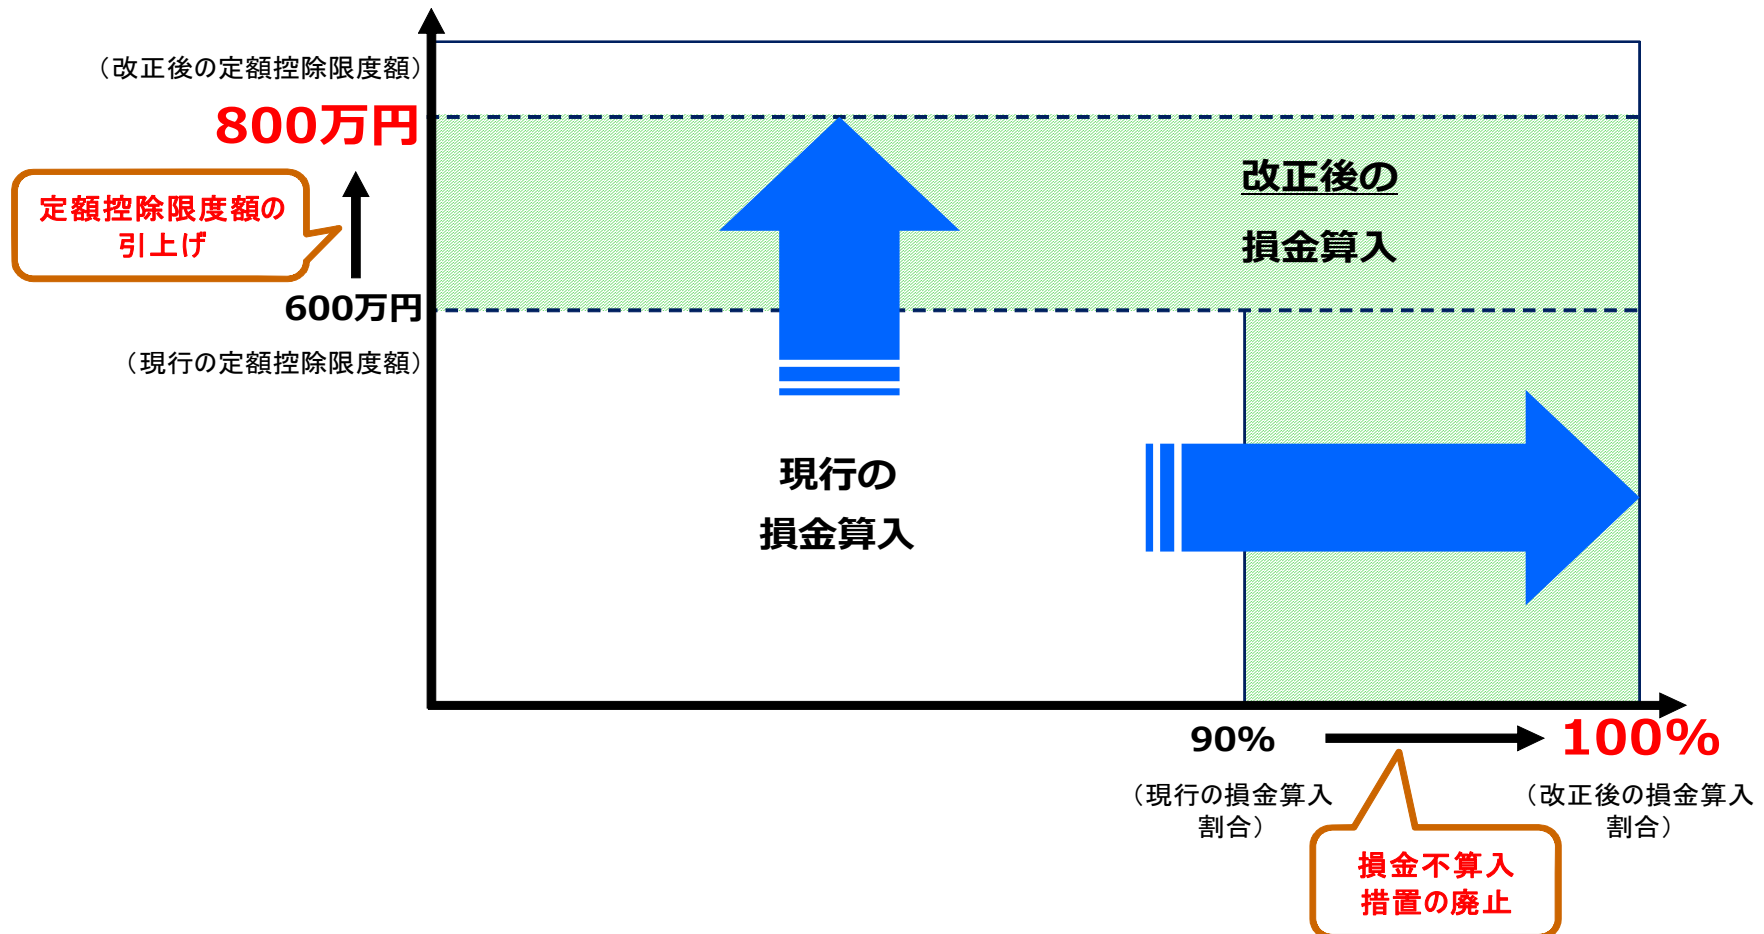 （改正後の定額控除限度額）
800万円
定額控除限度額の
引上げ
600万円
（現行の定額控除限度額）
改正後の
損金算入
現行の
損金算入
90%
100%
（現行の損金算入
割合）
（改正後の損金算入
割合）
損金不算入
措置の廃止